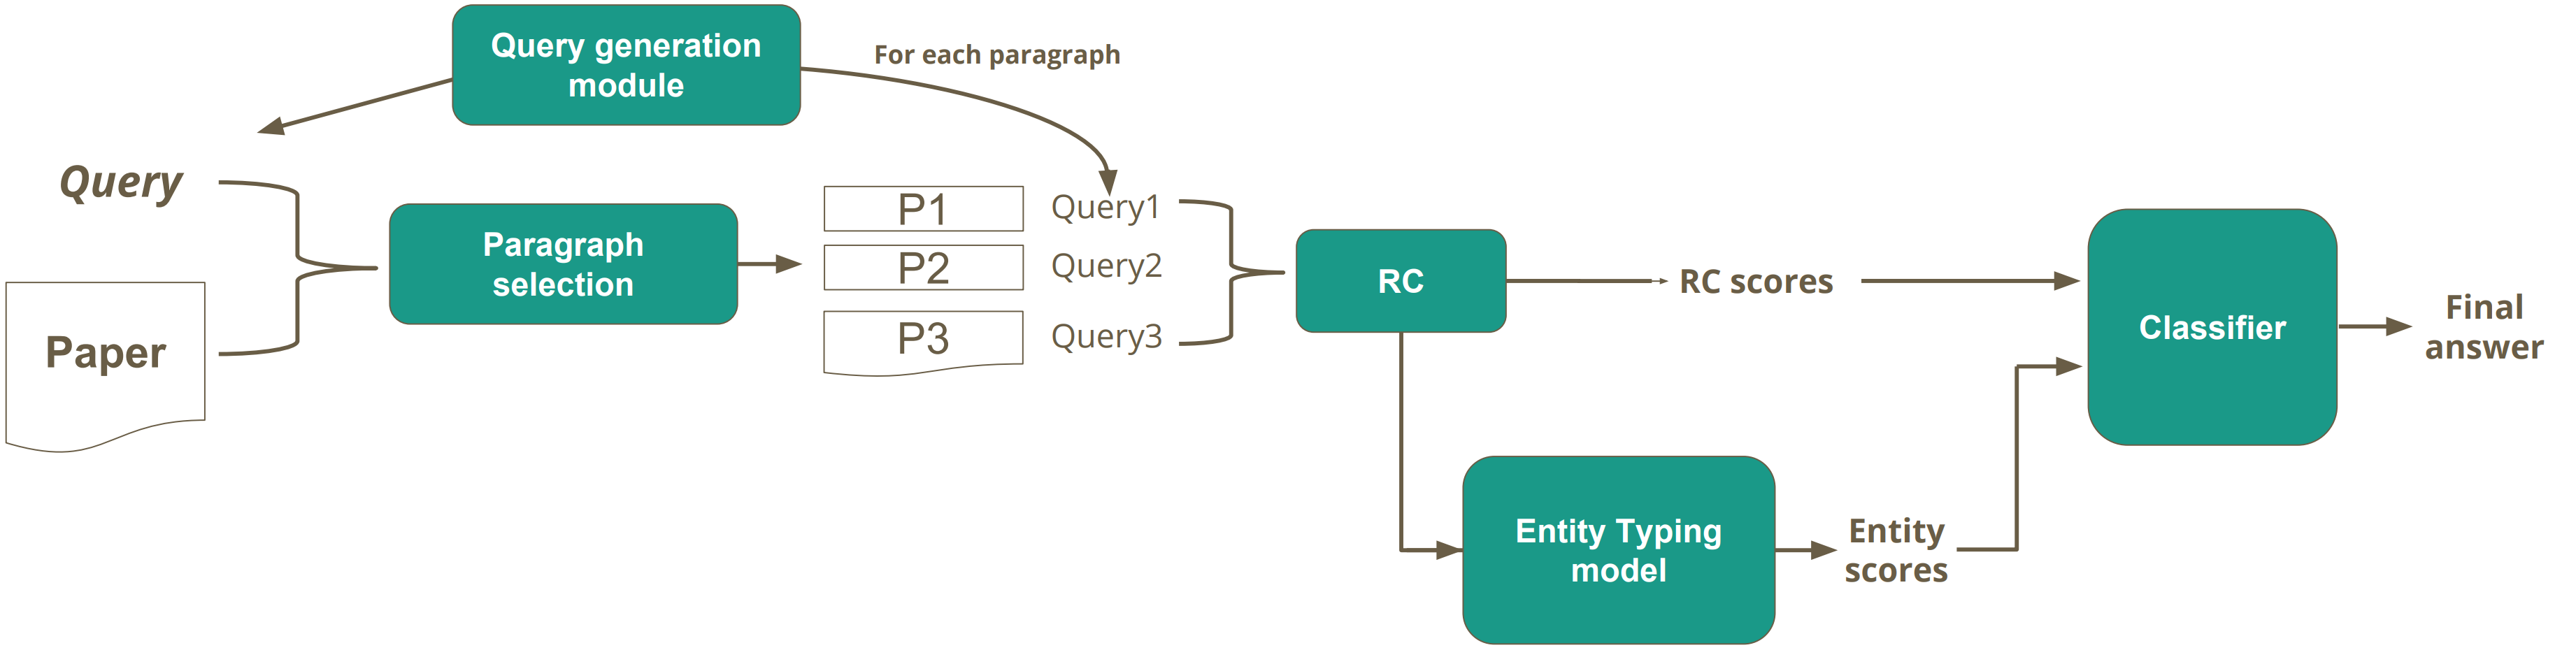 Query generation
module
For each paragraph
Query
Paper
Paragraph
selection
P1
Query1
P2
Query2
P3
Query3
RC
RC scores
Entity Typing
model
Entity
scores
Classifier
Final
answer